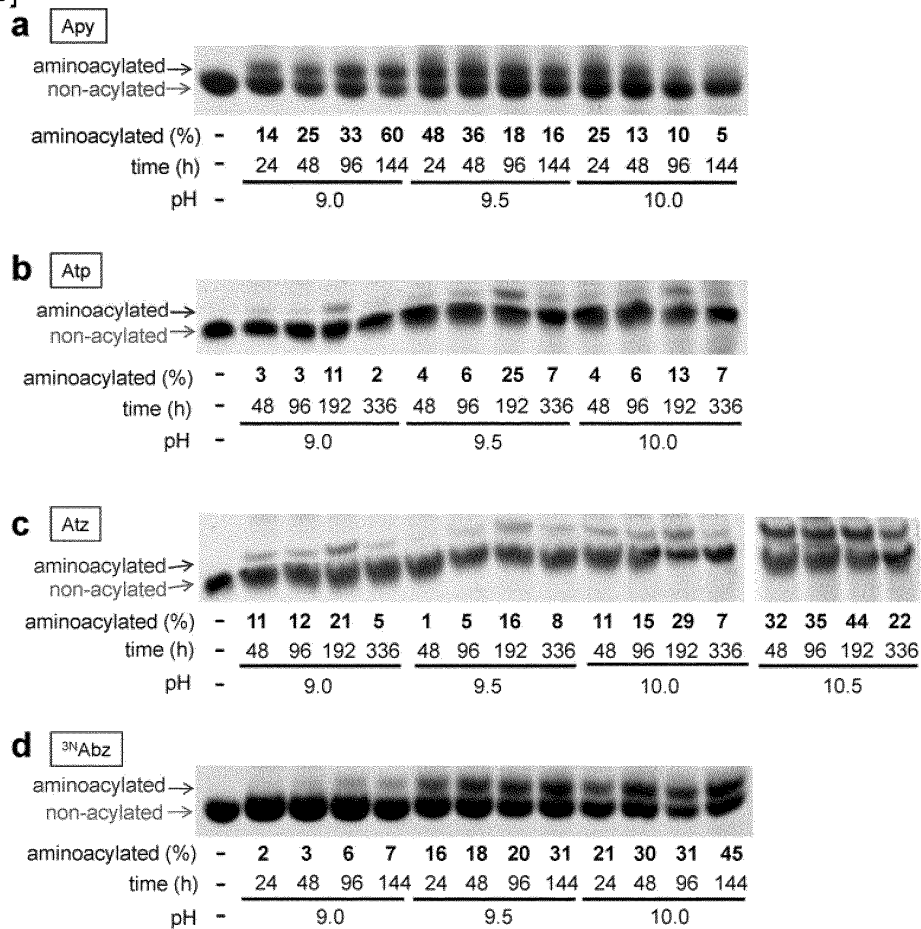 a Apy
aminoacylated
non-acylated
aminoacylated (%) - 14 25 33 60 48 36 18 16 25 13 10 5
time (h) - 24 48 96 144 24 48 96 144 24 48 96 144
pH - 9.0 9.5 10.0
b Atp
aminoacylated
non-acylated
aminoacylated (%) - 3 3 11 2 4 6 25 7 4 6 13 7
time (h) - 48 96 192 336 48 96 192 336 48 96 192 336
pH - 9.0 9.5 10.0
c Atz
aminoacylated
non-acylated
aminoacylated (%) - 11 12 21 5 1 5 16 8 11 15 29 7 32 35 44 22
time (h) - 48 96 192 336 48 96 192 336 48 96 192 336 48 96 192 336
pH - 9.0 9.5 10.0 10.5
d ³ᴺAbz
aminoacylated
non-acylated
aminoacylated (%) - 2 3 6 7 16 18 20 31 21 30 31 45
time (h) - 24 48 96 144 24 48 96 144 24 48 96 144
pH - 9.0 9.5 10.0